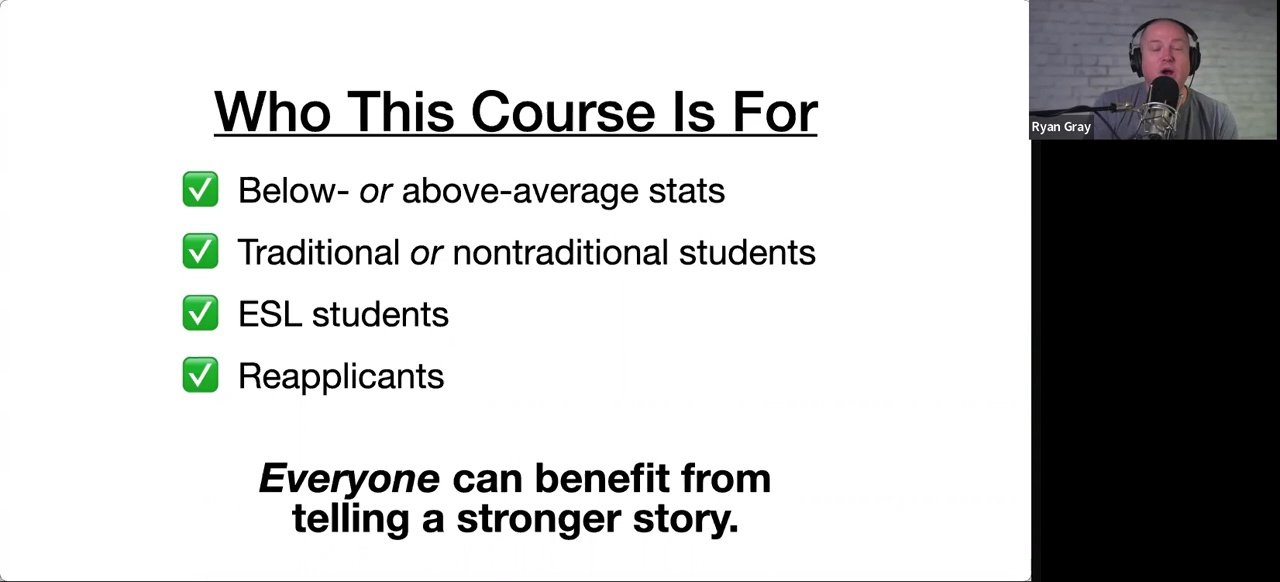 Who This Course Is For
✅ Below- or above-average stats
✅ Traditional or nontraditional students
✅ ESL students
✅ Reapplicants
Everyone can benefit from
telling a stronger story.
Ryan Gray